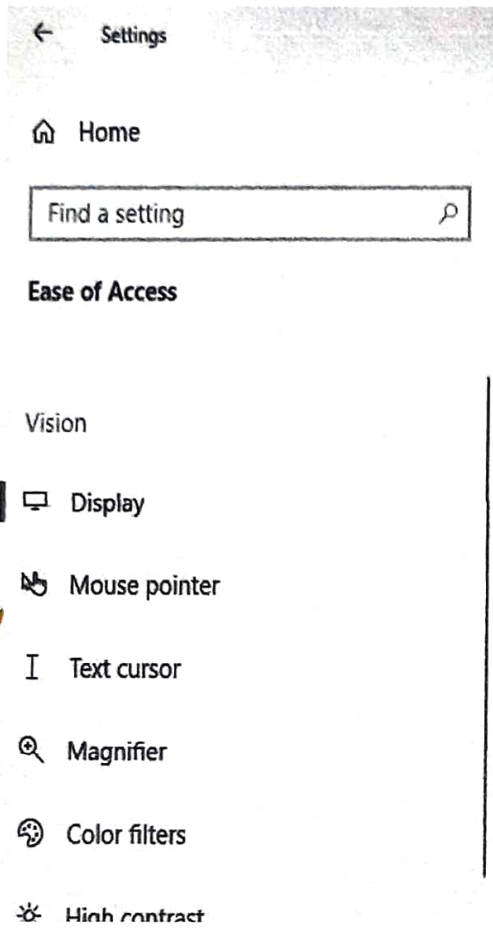 Settings
Home
Find a setting
Ease of Access
Vision
Display
Mouse pointer
Text cursor
Magnifier
Color filters
High contrast